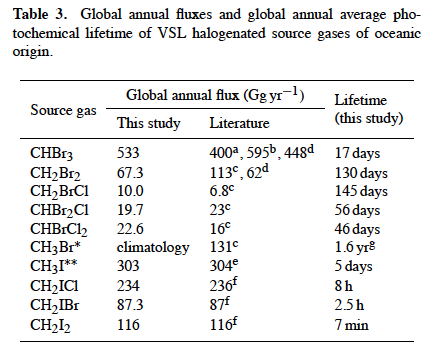 Table 3. Global annual fluxes and global annual average pho-
tochemical lifetime of VSL halogenated source gases of oceanic
origin.
Source gas Global annual flux (Gg yr⁻¹) Lifetime
This study Literature (this study)
CHBr₃ 533 400ᵃ, 595ᵇ, 448ᵈ 17 days
CH₂Br₂ 67.3 113ᶜ, 62ᵈ 130 days
CH₂BrCl 10.0 6.8ᶜ 145 days
CHBr₂Cl 19.7 23ᶜ 56 days
CHBrCl₂ 22.6 16ᶜ 46 days
CH₃Br* climatology 131ᶜ 1.6 yrᵍ
CH₃I** 303 304ᵉ 5 days
CH₂ICl 234 236ᶠ 8 h
CH₂IBr 87.3 87ᶠ 2.5 h
CH₂I₂ 116 116ᶠ 7 min